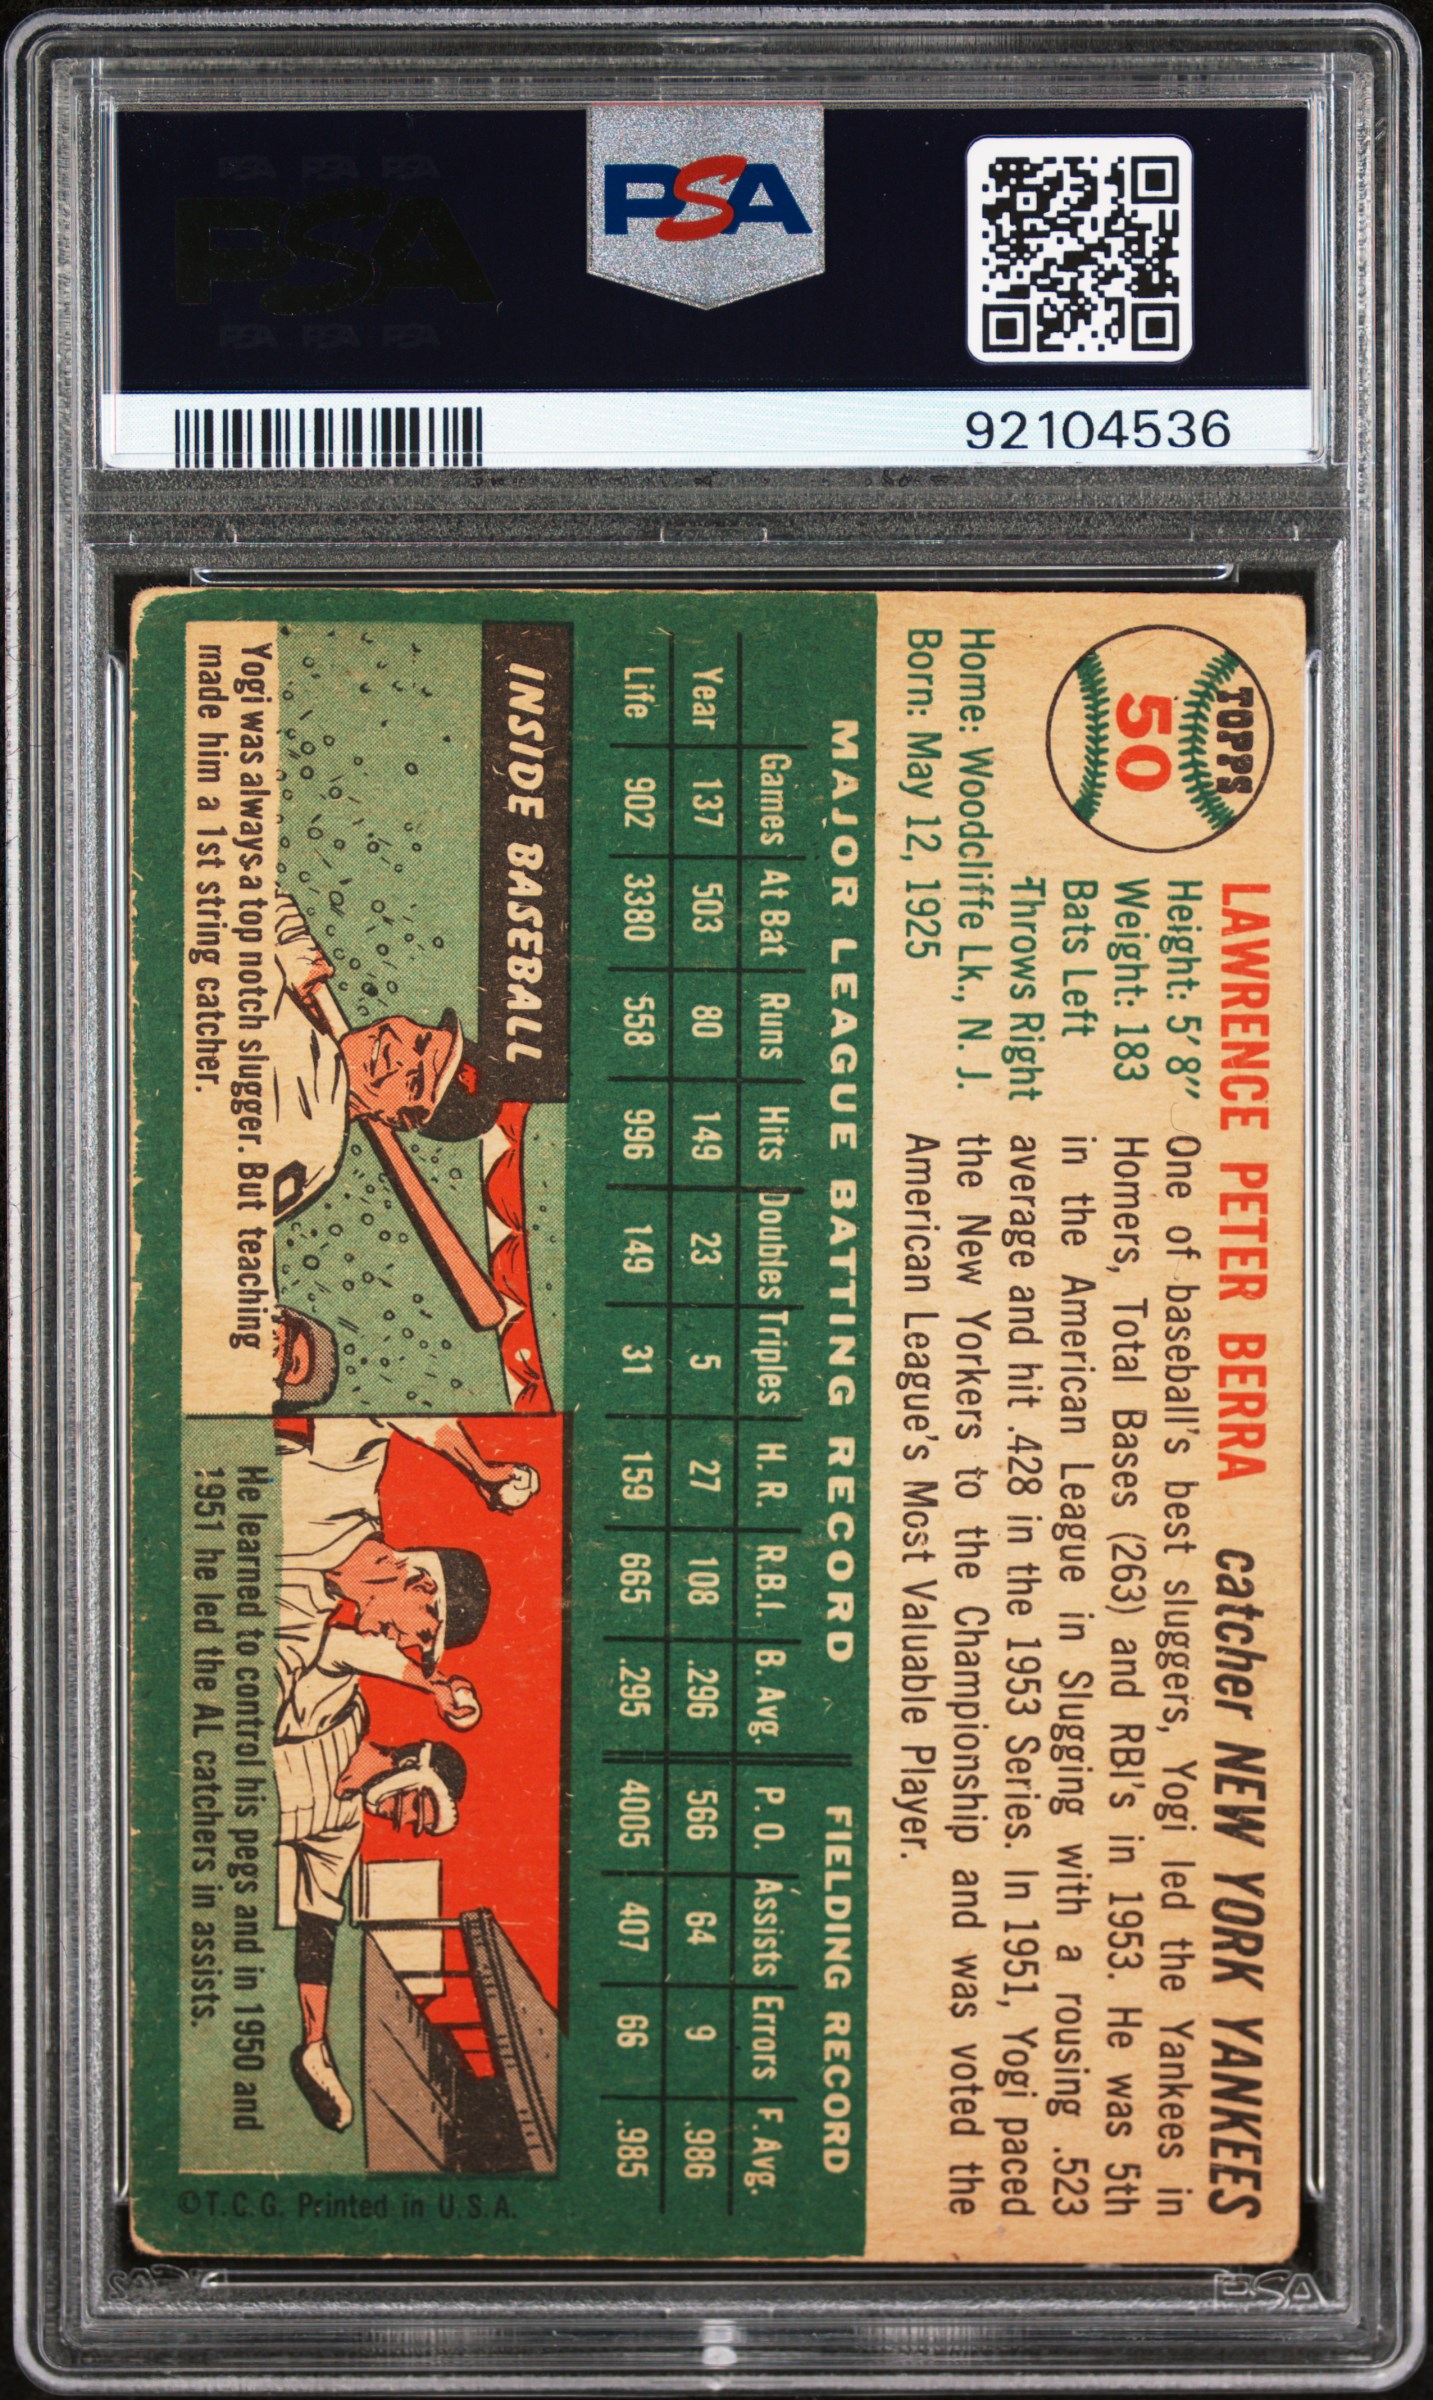 PSA PSA PSA
PSA
PSA PSA PSA
PSA
92104536
TOPPS
50
LAWRENCE PETER BERRA catcher NEW YORK YANKEES
Height: 5' 8"
Weight: 183
Bats Left
Throws Right
Home: Woodcliffe Lk., N. J.
Born: May 12, 1925
One of baseball's best sluggers, Yogi led the Yankees in
Homers, Total Bases (263) and RBI's in 1953. He was 5th
in the American League in Slugging with a rousing .523
average and hit .428 in the 1953 Series. In 1951, Yogi paced
the New Yorkers to the Championship and was voted the
American League's Most Valuable Player.
MAJOR LEAGUE BATTING RECORD FIELDING RECORD
Games At Bat Runs Hits Doubles Triples H. R. R.B.I. B. Avg. P. O. Assists Errors F. Avg.
Year 137 503 80 149 23 5 27 108 .296 566 64 9 .986
Life 902 3380 558 996 149 31 159 665 .295 4005 407 66 .985
INSIDE BASEBALL
Yogi was always a top notch slugger. But teaching
made him a 1st string catcher.
He learned to control his pegs and in 1950 and
1951 he led the AL catchers in assists.
©T.C.G. Printed in U.S.A.
PSA